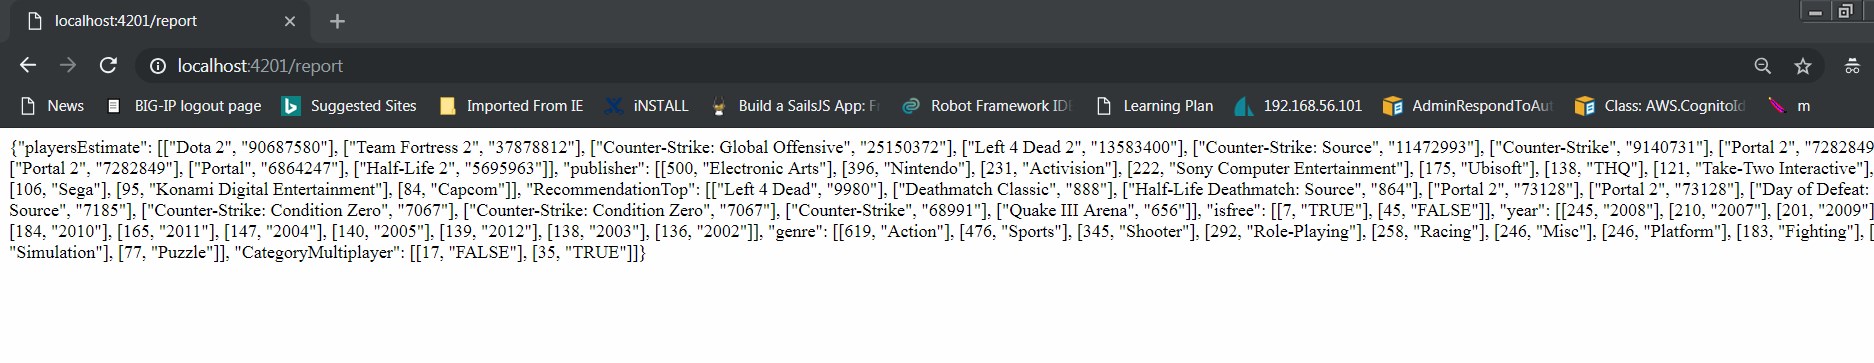 localhost:4201/report
localhost:4201/report
News BIG-IP logout page Suggested Sites Imported From IE iNSTALL Build a SailsJS App: Fr Robot Framework IDE Learning Plan 192.168.56.101 AdminRespondToAut Class: AWS.CognitoId m
{"playersEstimate": [["Dota 2", "90687580"], ["Team Fortress 2", "37878812"], ["Counter-Strike: Global Offensive", "25150372"], ["Left 4 Dead 2", "13583400"], ["Counter-Strike: Source", "11472993"], ["Counter-Strike", "9140731"], ["Portal 2", "7282849
["Portal 2", "7282849"], ["Portal", "6864247"], ["Half-Life 2", "5695963"]], "publisher": [[500, "Electronic Arts"], [396, "Nintendo"], [231, "Activision"], [222, "Sony Computer Entertainment"], [175, "Ubisoft"], [138, "THQ"], [121, "Take-Two Interactive"],
[106, "Sega"], [95, "Konami Digital Entertainment"], [84, "Capcom"]], "RecommendationTop": [["Left 4 Dead", "9980"], ["Deathmatch Classic", "888"], ["Half-Life Deathmatch: Source", "864"], ["Portal 2", "73128"], ["Portal 2", "73128"], ["Day of Defeat:
Source", "7185"], ["Counter-Strike: Condition Zero", "7067"], ["Counter-Strike: Condition Zero", "7067"], ["Counter-Strike", "68991"], ["Quake III Arena", "656"]], "isfree": [[7, "TRUE"], [45, "FALSE"]], "year": [[245, "2008"], [210, "2007"], [201, "2009"]
[184, "2010"], [165, "2011"], [147, "2004"], [140, "2005"], [139, "2012"], [138, "2003"], [136, "2002"]], "genre": [[619, "Action"], [476, "Sports"], [345, "Shooter"], [292, "Role-Playing"], [258, "Racing"], [246, "Misc"], [246, "Platform"], [183, "Fighting"], [
"Simulation"], [77, "Puzzle"]], "CategoryMultiplayer": [[17, "FALSE"], [35, "TRUE"]]}